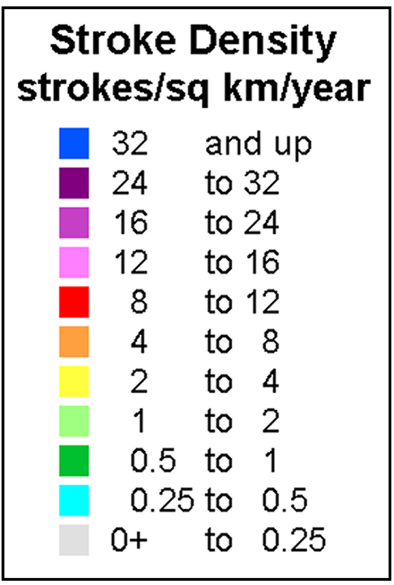 Stroke Density
strokes/sq km/year
32 and up
24 to 32
16 to 24
12 to 16
8 to 12
4 to 8
2 to 4
1 to 2
0.5 to 1
0.25 to 0.5
0+ to 0.25